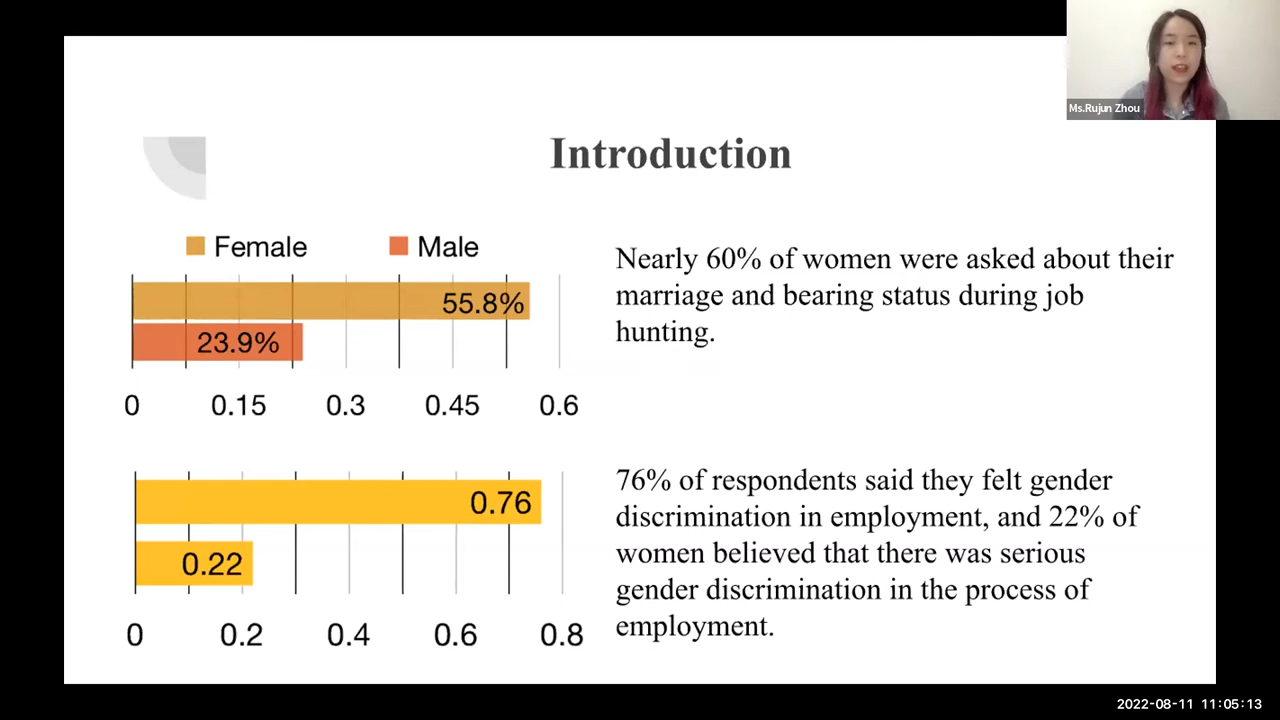 Ms.Rujun Zhou
Introduction
Female
Male
55.8%
23.9%
0 0.15 0.3 0.45 0.6
Nearly 60% of women were asked about their
marriage and bearing status during job
hunting.
0.76
0.22
0 0.2 0.4 0.6 0.8
76% of respondents said they felt gender
discrimination in employment, and 22% of
women believed that there was serious
gender discrimination in the process of
employment.
2022-08-11 11:05:13